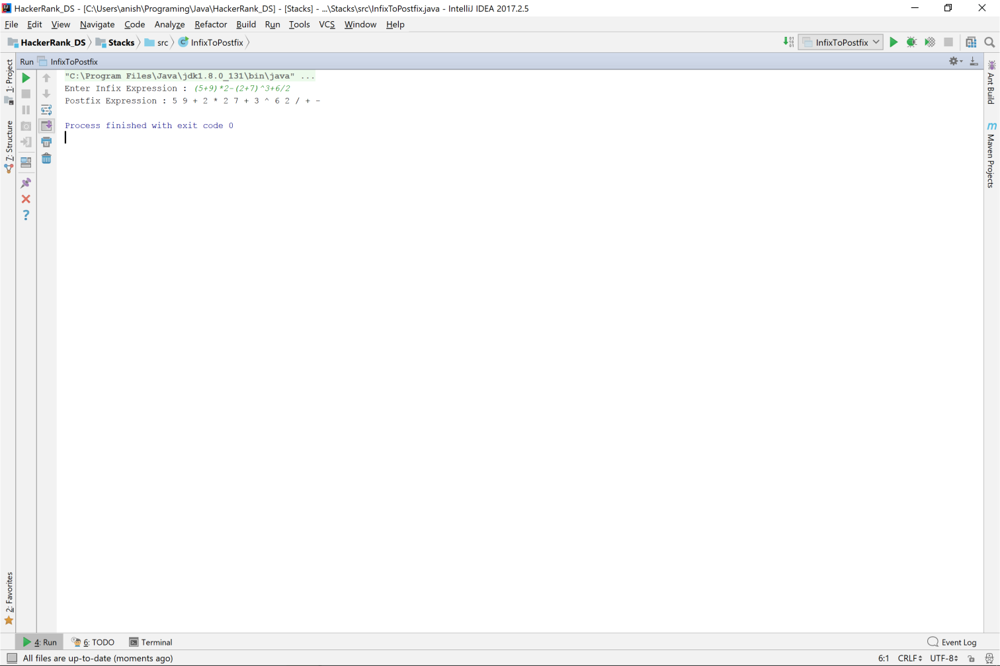 HackerRank_DS - [C:\Users\anish\Programing\Java\HackerRank_DS] - [Stacks] - ...\Stacks\src\InfixToPostfix.java - IntelliJ IDEA 2017.2.5
File Edit View Navigate Code Analyze Refactor Build Run Tools VCS Window Help
HackerRank_DS Stacks src InfixToPostfix
InfixToPostfix
Run InfixToPostfix
"C:\Program Files\Java\jdk1.8.0_131\bin\java" ...
Enter Infix Expression : (5+9)*2-(2+7)^3+6/2
Postfix Expression : 5 9 + 2 * 2 7 + 3 ^ 6 2 / + -
Process finished with exit code 0
1: Project
7: Structure
2: Favorites
Ant Build
m
Maven Projects
4: Run 6: TODO Terminal
Event Log
All files are up-to-date (moments ago)
6:1 CRLF UTF-8